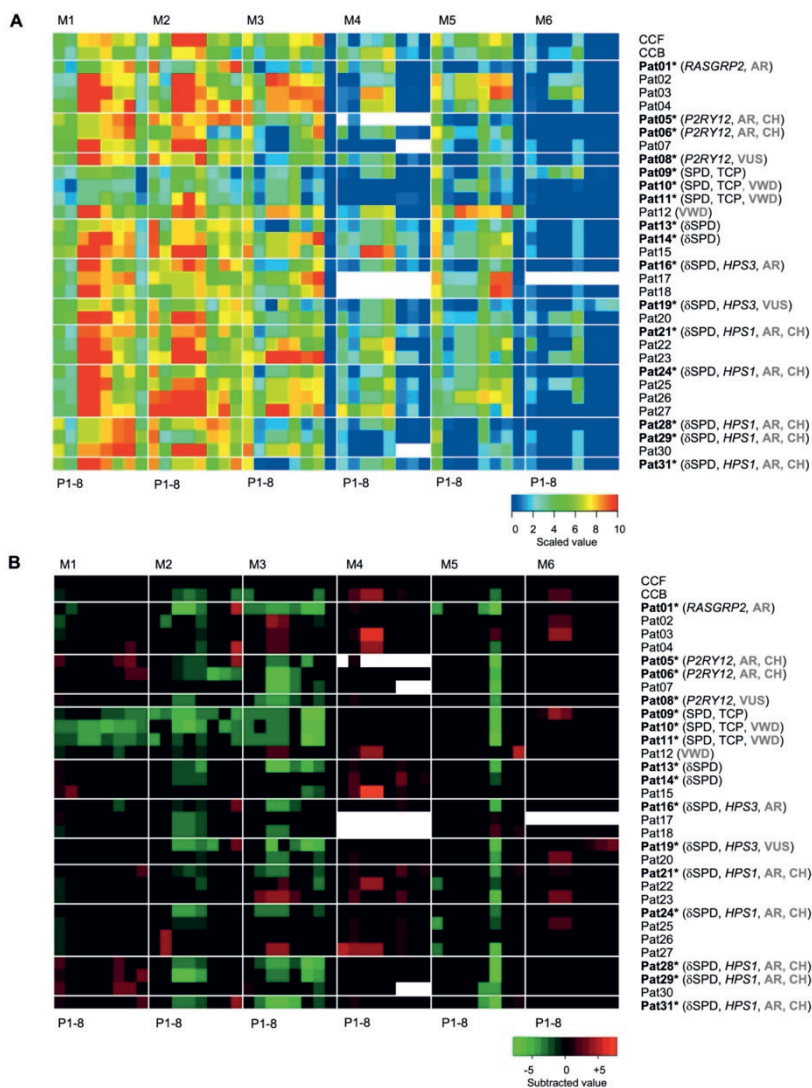 A
M1 M2 M3 M4 M5 M6
CCF
CCB
Pat01* (RASGRP2, AR)
Pat02
Pat03
Pat04
Pat05* (P2RY12, AR, CH)
Pat06* (P2RY12, AR, CH)
Pat07
Pat08* (P2RY12, VUS)
Pat09* (SPD, TCP)
Pat10* (SPD, TCP, VWD)
Pat11* (SPD, TCP, VWD)
Pat12 (VWD)
Pat13* (δSPD)
Pat14* (δSPD)
Pat15
Pat16* (δSPD, HPS3, AR)
Pat17
Pat18
Pat19* (δSPD, HPS3, VUS)
Pat20
Pat21* (δSPD, HPS1, AR, CH)
Pat22
Pat23
Pat24* (δSPD, HPS1, AR, CH)
Pat25
Pat26
Pat27
Pat28* (δSPD, HPS1, AR, CH)
Pat29* (δSPD, HPS1, AR, CH)
Pat30
Pat31* (δSPD, HPS1, AR, CH)
P1-8 P1-8 P1-8 P1-8 P1-8 P1-8
0 2 4 6 8 10
Scaled value
B
M1 M2 M3 M4 M5 M6
CCF
CCB
Pat01* (RASGRP2, AR)
Pat02
Pat03
Pat04
Pat05* (P2RY12, AR, CH)
Pat06* (P2RY12, AR, CH)
Pat07
Pat08* (P2RY12, VUS)
Pat09* (SPD, TCP)
Pat10* (SPD, TCP, VWD)
Pat11* (SPD, TCP, VWD)
Pat12 (VWD)
Pat13* (δSPD)
Pat14* (δSPD)
Pat15
Pat16* (δSPD, HPS3, AR)
Pat17
Pat18
Pat19* (δSPD, HPS3, VUS)
Pat20
Pat21* (δSPD, HPS1, AR, CH)
Pat22
Pat23
Pat24* (δSPD, HPS1, AR, CH)
Pat25
Pat26
Pat27
Pat28* (δSPD, HPS1, AR, CH)
Pat29* (δSPD, HPS1, AR, CH)
Pat30
Pat31* (δSPD, HPS1, AR, CH)
P1-8 P1-8 P1-8 P1-8 P1-8 P1-8
-5 0 +5
Subtracted value